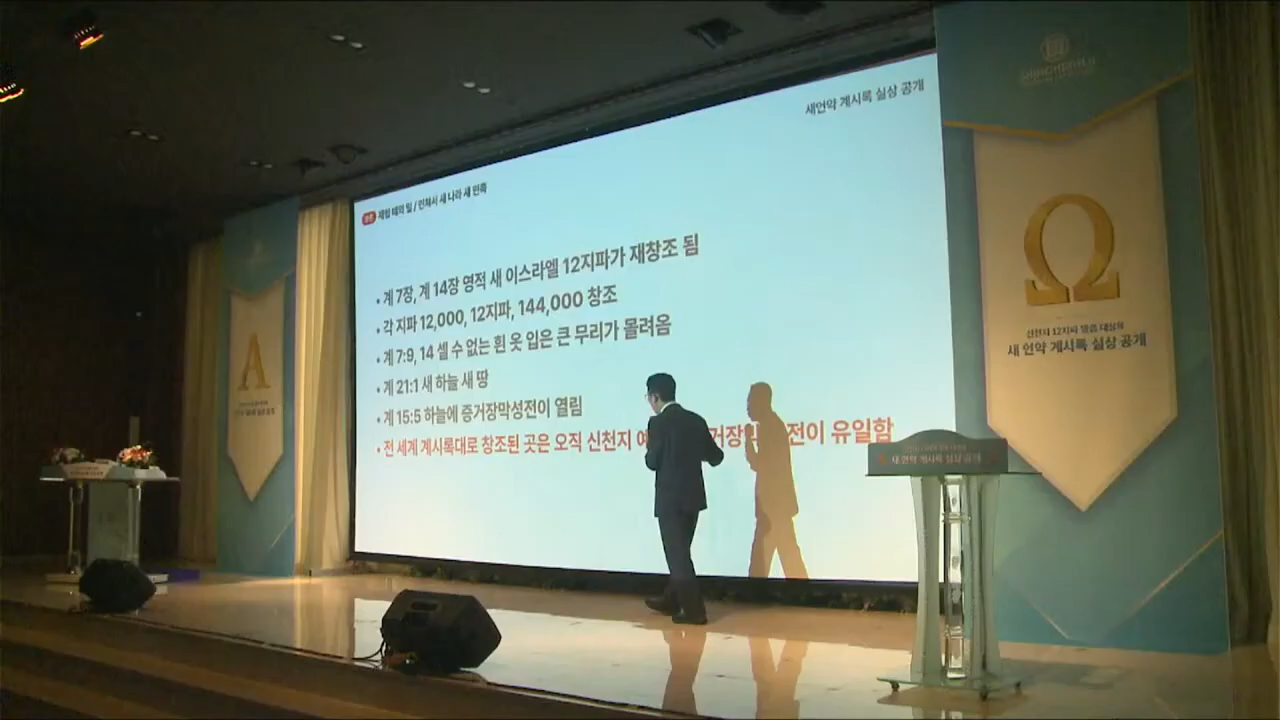 새언약 계시록 실상 공개
새 나라 새 민족
• 계 7장, 계 14장 영적 새 이스라엘 12지파가 재창조 됨
• 각 지파 12,000, 12지파, 144,000 창조
• 계 7:9, 14 셀 수 없는 흰 옷 입은 큰 무리가 몰려옴
• 계 21:1 새 하늘 새 땅
• 계 15:5 하늘에 증거장막성전이 열림
• 전 세계 계시록대로 창조된 곳은 오직 신천지 예 거장 전이 유일함
A
Ω
신천지 12지파 말씀 대성회
새 언약 계시록 실상 공개
새 언약 계시록 실상 공개